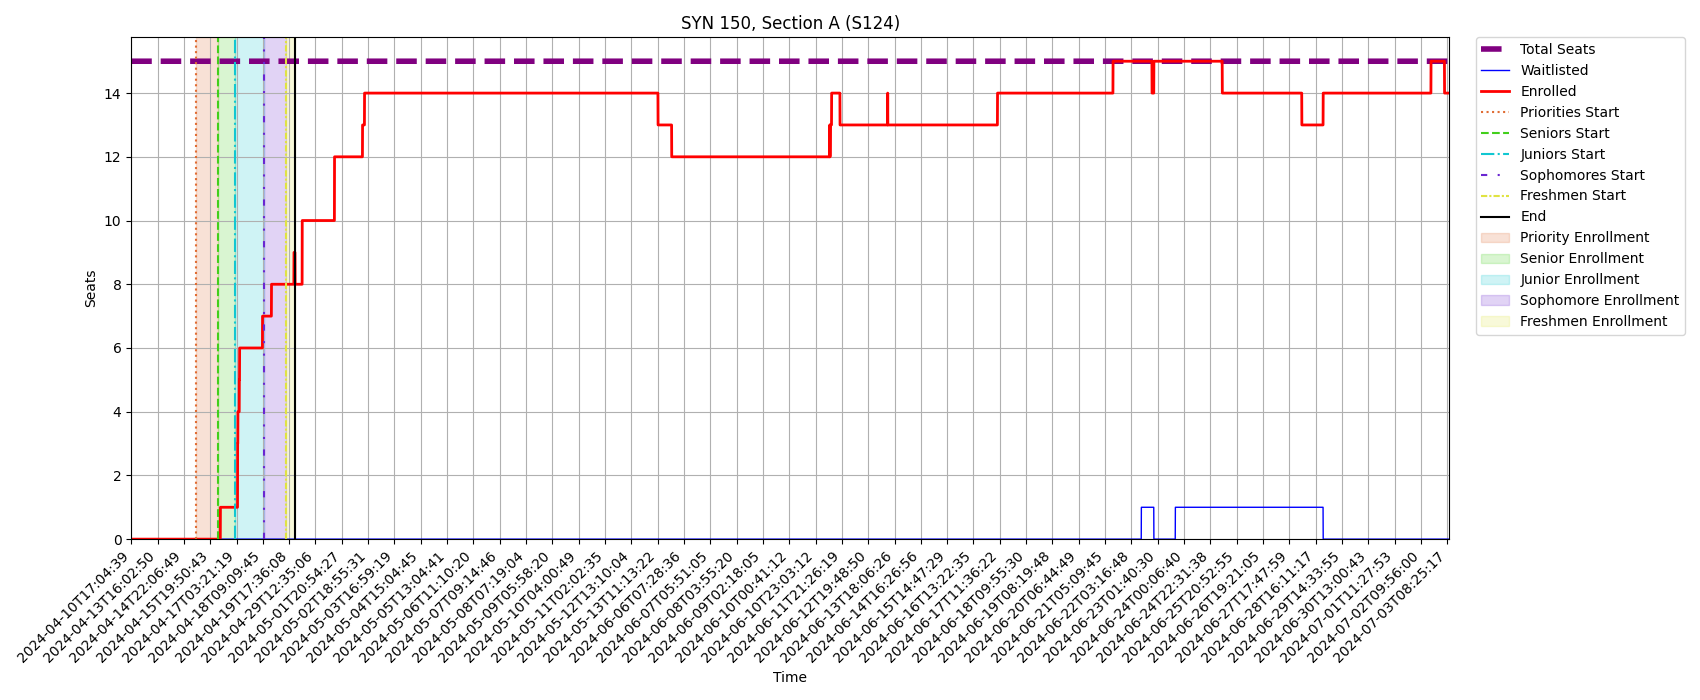 SYN 150, Section A (S124)
Total Seats
Waitlisted
Enrolled
Priorities Start
Seniors Start
Juniors Start
Sophomores Start
Freshmen Start
End
Priority Enrollment
Senior Enrollment
Junior Enrollment
Sophomore Enrollment
Freshmen Enrollment
Seats
14
12
10
8
6
4
2
0
2024-04-10T17:04:39
2024-04-13T16:02:50
2024-04-14T22:06:49
2024-04-15T19:50:43
2024-04-17T03:21:19
2024-04-18T09:09:45
2024-04-19T17:36:08
2024-04-29T12:35:06
2024-05-01T20:54:27
2024-05-02T18:55:31
2024-05-03T16:59:19
2024-05-04T15:04:45
2024-05-05T13:04:41
2024-05-06T11:10:20
2024-05-07T09:14:46
2024-05-08T07:19:04
2024-05-09T05:58:20
2024-05-10T04:00:49
2024-05-11T02:02:35
2024-05-12T13:10:04
2024-05-13T11:13:22
2024-06-06T07:28:36
2024-06-07T05:51:05
2024-06-08T03:55:20
2024-06-09T02:18:05
2024-06-10T00:41:12
2024-06-10T23:03:12
2024-06-11T21:26:19
2024-06-12T19:48:50
2024-06-13T18:06:26
2024-06-14T16:26:56
2024-06-15T14:47:29
2024-06-16T13:22:35
2024-06-17T11:36:22
2024-06-18T09:55:30
2024-06-19T08:19:48
2024-06-20T06:44:49
2024-06-21T05:09:45
2024-06-22T03:16:48
2024-06-23T01:40:30
2024-06-24T00:06:40
2024-06-24T22:31:38
2024-06-25T20:52:55
2024-06-26T19:21:05
2024-06-27T17:47:59
2024-06-28T16:11:17
2024-06-29T14:33:55
2024-06-30T13:00:43
2024-07-01T11:27:53
2024-07-02T09:56:00
2024-07-03T08:25:17
Time